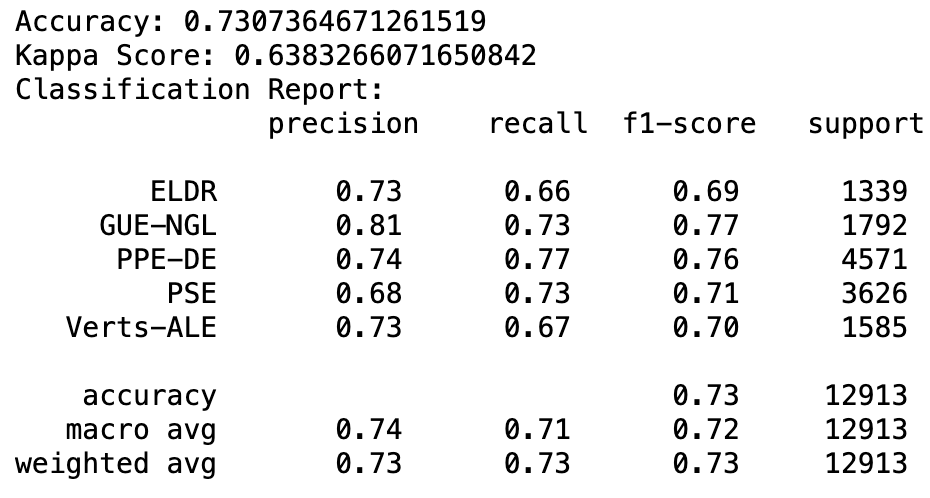 Accuracy: 0.7307364671261519
Kappa Score: 0.6383266071650842
Classification Report:
precision recall f1-score support
ELDR 0.73 0.66 0.69 1339
GUE-NGL 0.81 0.73 0.77 1792
PPE-DE 0.74 0.77 0.76 4571
PSE 0.68 0.73 0.71 3626
Verts-ALE 0.73 0.67 0.70 1585
accuracy 0.73 12913
macro avg 0.74 0.71 0.72 12913
weighted avg 0.73 0.73 0.73 12913